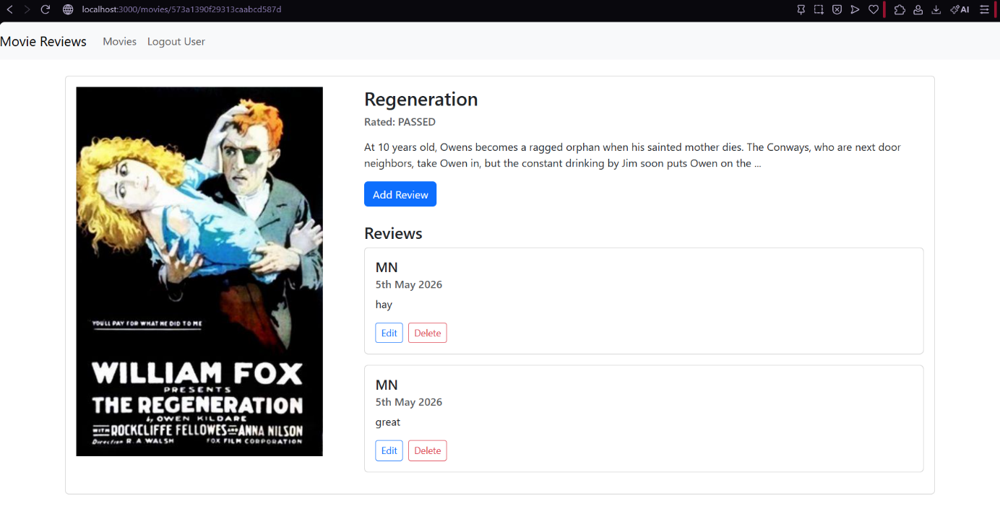 localhost:3000/movies/573a1390f29313caabcd587d
AI
Movie Reviews Movies Logout User
Regeneration
Rated: PASSED
At 10 years old, Owens becomes a ragged orphan when his sainted mother dies. The Conways, who are next door
neighbors, take Owen in, but the constant drinking by Jim soon puts Owen on the ...
Add Review
Reviews
MN
5th May 2026
hay
Edit Delete
MN
5th May 2026
great
Edit Delete
YOU'LL PAY FOR WHAT HE DID TO ME
WILLIAM FOX
PRESENTS
THE REGENERATION
by OWEN KILDARE
WITH ROCKCLIFFE FELLOWES AND ANNA NILSON
Direction R.A. WALSH FOX FILM CORPORATION